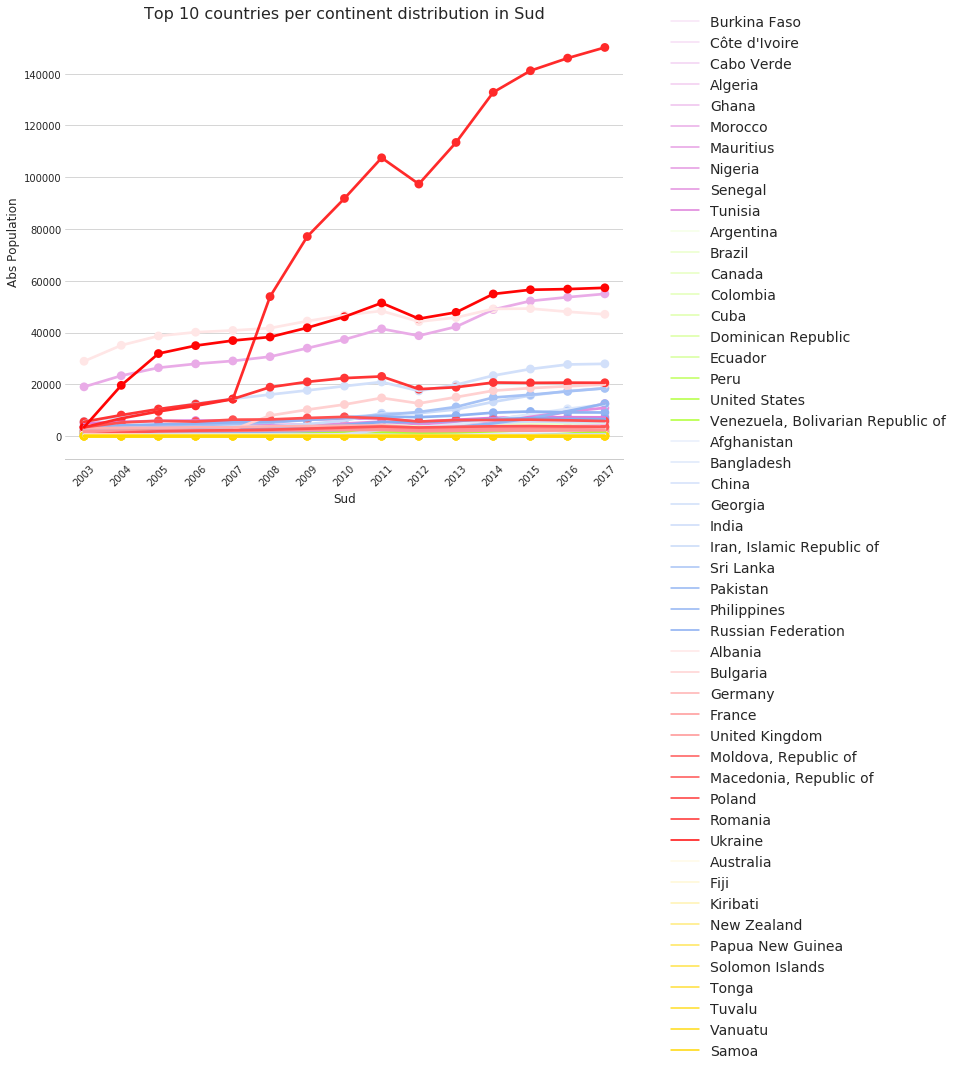 Top 10 countries per continent distribution in Sud
Abs Population
140000
120000
100000
80000
60000
40000
20000
0
2003
2004
2005
2006
2007
2008
2009
2010
2011
2012
2013
2014
2015
2016
2017
Sud
Burkina Faso
Côte d'Ivoire
Cabo Verde
Algeria
Ghana
Morocco
Mauritius
Nigeria
Senegal
Tunisia
Argentina
Brazil
Canada
Colombia
Cuba
Dominican Republic
Ecuador
Peru
United States
Venezuela, Bolivarian Republic of
Afghanistan
Bangladesh
China
Georgia
India
Iran, Islamic Republic of
Sri Lanka
Pakistan
Philippines
Russian Federation
Albania
Bulgaria
Germany
France
United Kingdom
Moldova, Republic of
Macedonia, Republic of
Poland
Romania
Ukraine
Australia
Fiji
Kiribati
New Zealand
Papua New Guinea
Solomon Islands
Tonga
Tuvalu
Vanuatu
Samoa